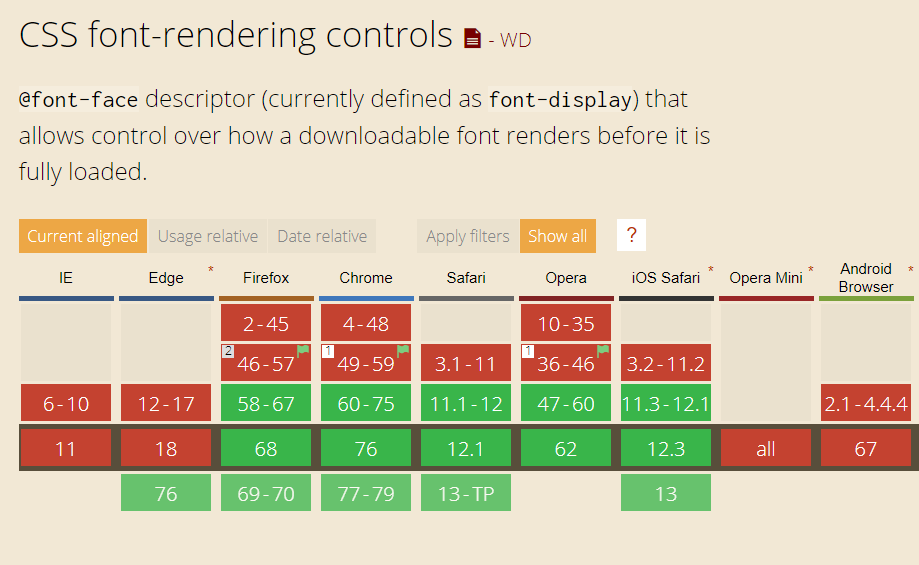 CSS font-rendering controls - WD
@font-face descriptor (currently defined as font-display) that
allows control over how a downloadable font renders before it is
fully loaded.
Current aligned Usage relative Date relative Apply filters Show all ?
IE Edge * Firefox Chrome Safari Opera iOS Safari * Opera Mini * Android Browser *
2-45 4-48 10-35
2 46-57 1 49-59 3.1-11 1 36-46 3.2-11.2
6-10 12-17 58-67 60-75 11.1-12 47-60 11.3-12.1 2.1-4.4.4
11 18 68 76 12.1 62 12.3 all 67
76 69-70 77-79 13-TP 13